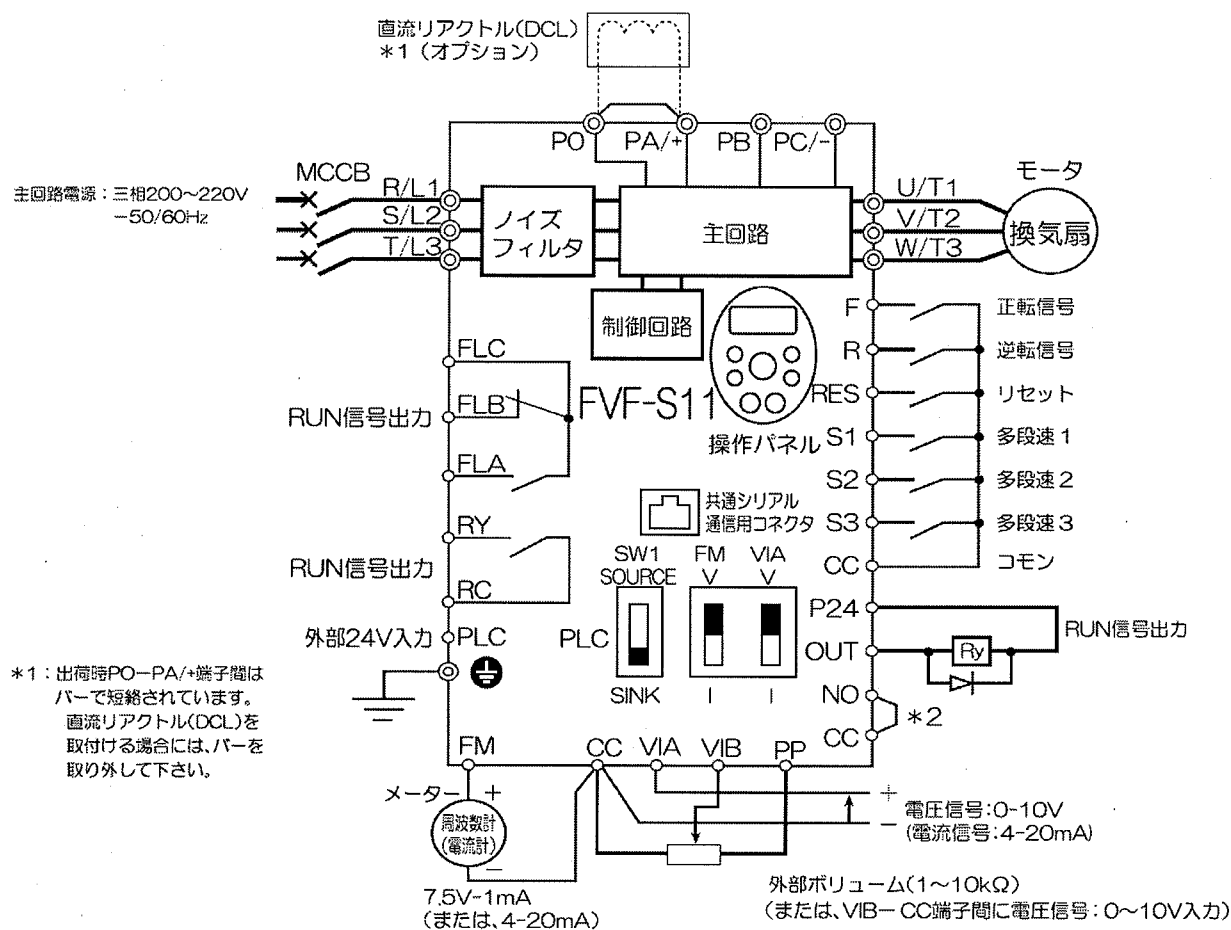 直流リアクトル(DCL)
*1(オプション)
PO
PA/+
PB
PC/-
主回路電源:三相200~220V
-50/60Hz
MCCB
R/L1
S/L2
T/L3
ノイズ
フィルタ
主回路
U/T1
V/T2
W/T3
モータ
換気扇
制御回路
FVF-S11
操作パネル
F
正転信号
R
逆転信号
RES
リセット
S1
多段速1
S2
多段速2
S3
多段速3
CC
コモン
FLC
RUN信号出力
FLB
FLA
RY
RUN信号出力
RC
外部24V入力
PLC
共通シリアル
通信用コネクタ
SW1
SOURCE
PLC
SINK
FM
V
I
VIA
V
I
P24
OUT
Ry
RUN信号出力
NO
CC
*2
*1:出荷時PO-PA/+端子間は
バーで短絡されています。
直流リアクトル(DCL)を
取付ける場合には、バーを
取り外して下さい。
FM
CC
VIA
VIB
PP
メーター
+
周波数計
(電流計)
-
7.5V-1mA
(または、4-20mA)
+
-
電圧信号:0-10V
(電流信号:4-20mA)
外部ボリューム(1~10kΩ)
(または、VIB-CC端子間に電圧信号:0~10V入力)